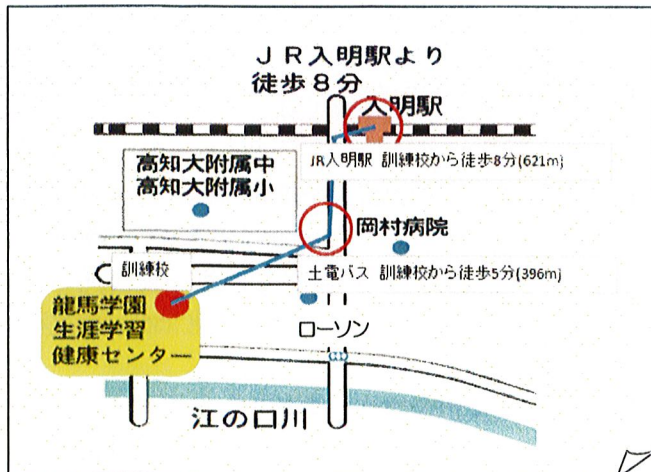 ＪＲ入明駅より
徒歩８分
入明駅
JR入明駅 訓練校から徒歩8分(621m)
高知大附属中
高知大附属小
岡村病院
訓練校
土電バス 訓練校から徒歩5分(396m)
龍馬学園
生涯学習
健康センター
ローソン
江の口川